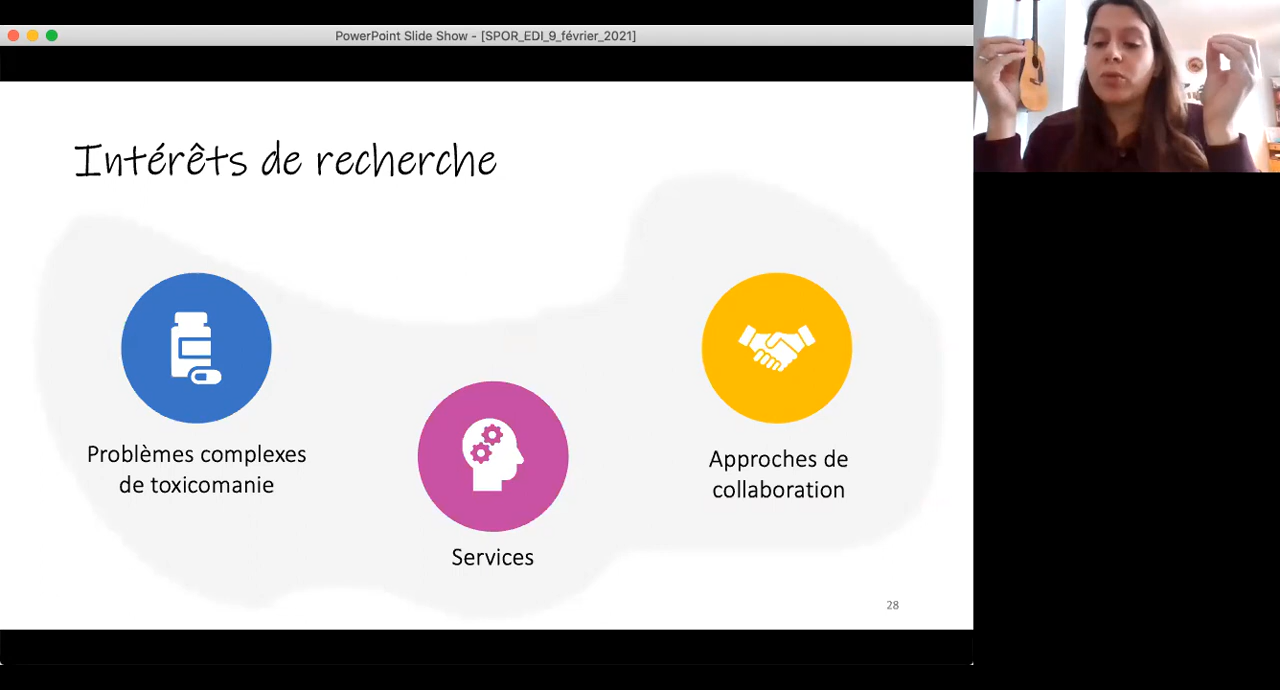 PowerPoint Slide Show - [SPOR_EDI_9_février_2021]
Intérêts de recherche
Problèmes complexes
de toxicomanie
Services
Approches de
collaboration
28